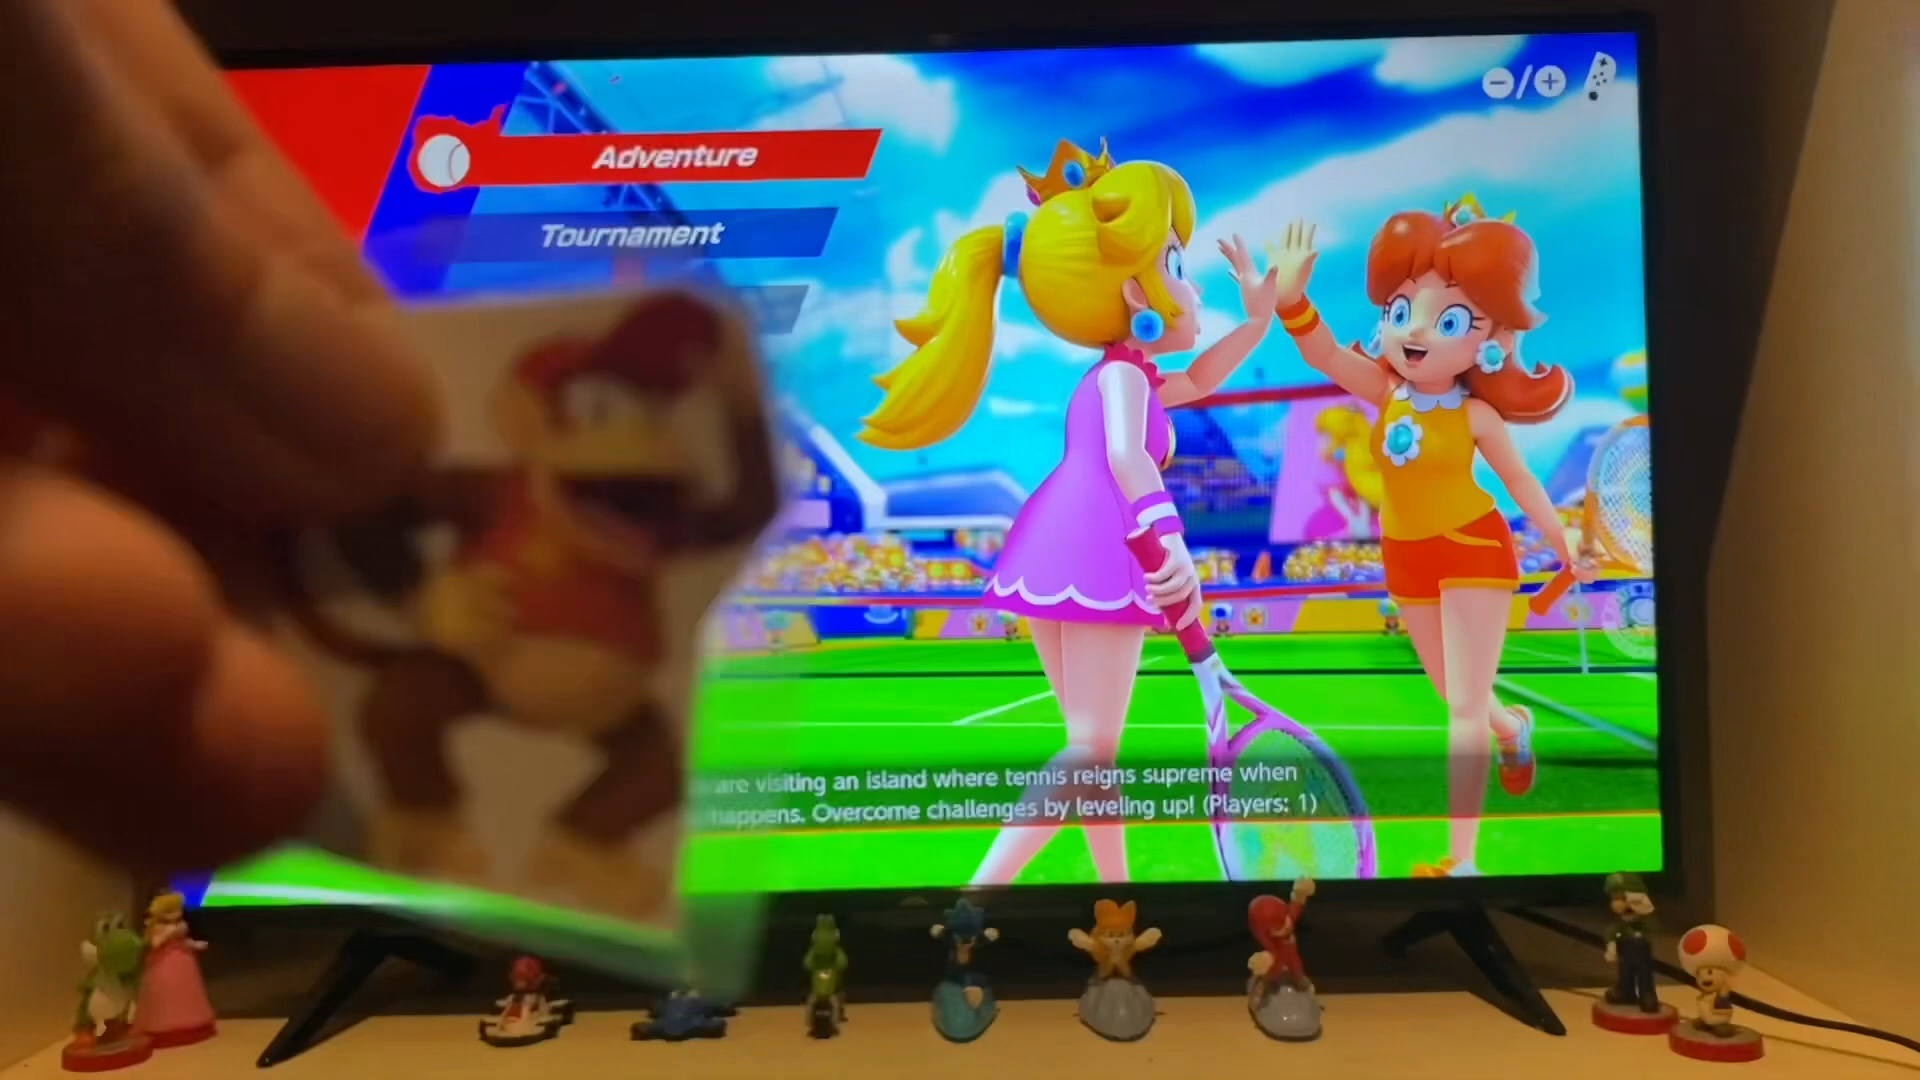 Adventure
Tournament
are visiting an island where tennis reigns supreme when
happens. Overcome challenges by leveling up! (Players: 1)